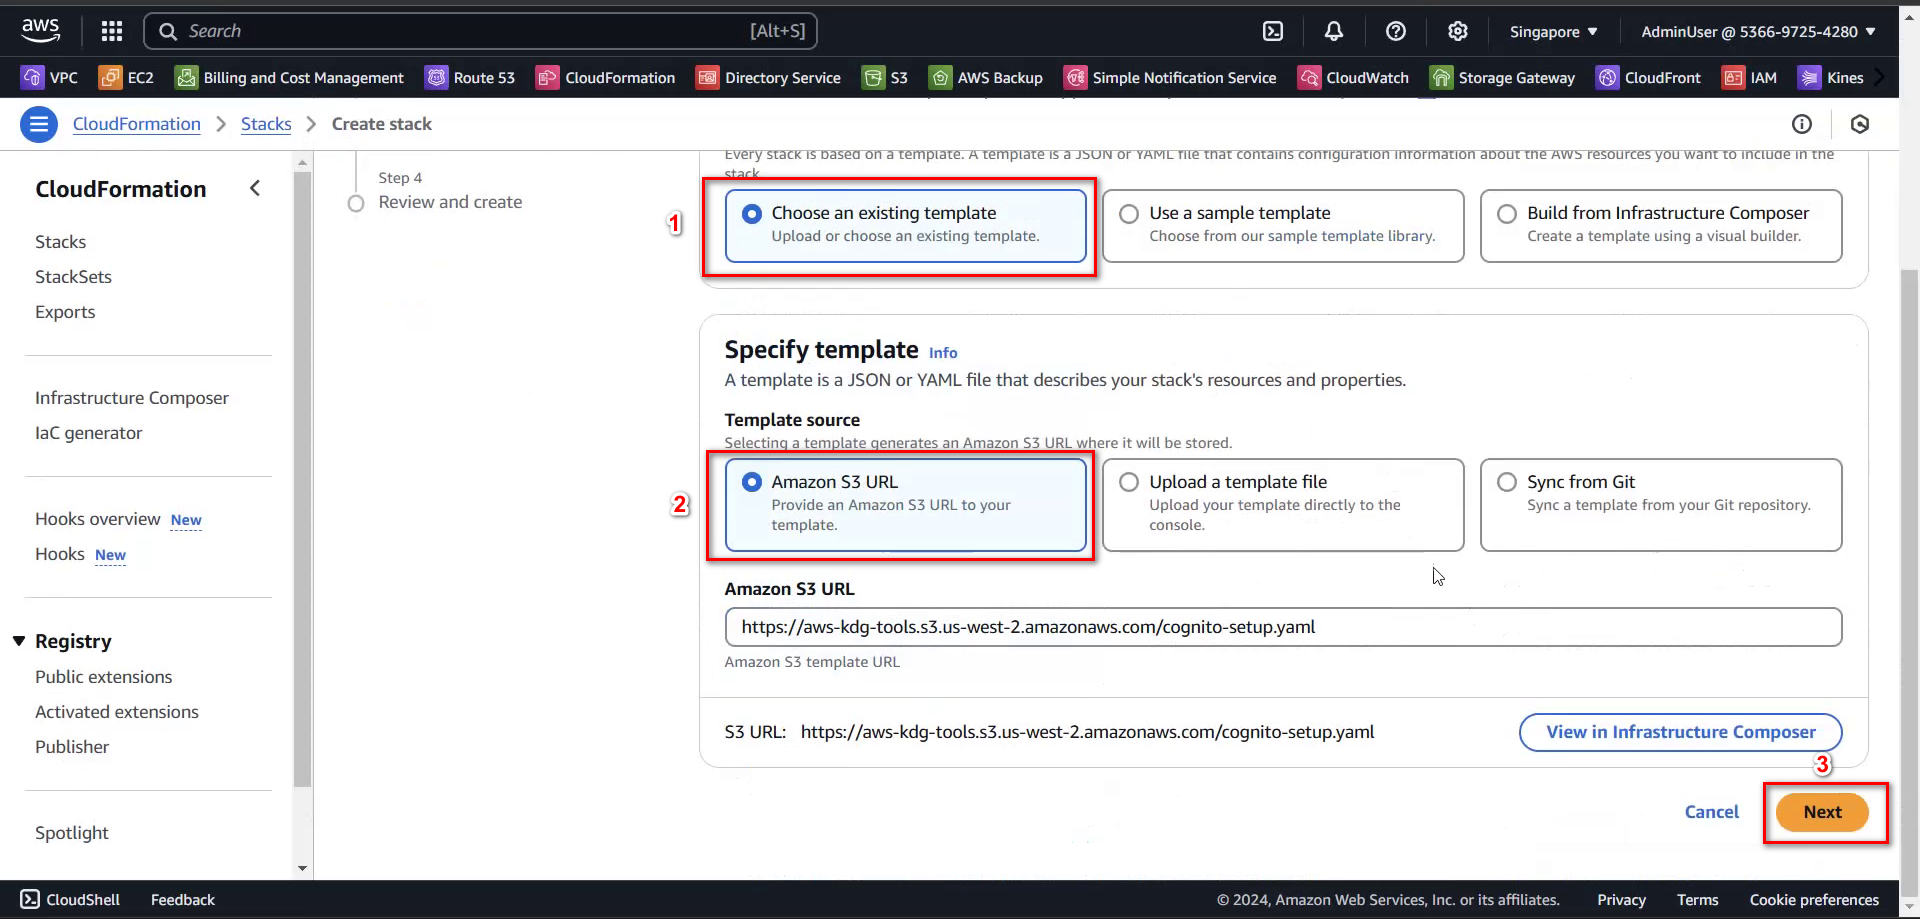 aws
Search [Alt+S]
Singapore
AdminUser @ 5366-9725-4280
VPC EC2 Billing and Cost Management Route 53 CloudFormation Directory Service S3 AWS Backup Simple Notification Service CloudWatch Storage Gateway CloudFront IAM Kines
CloudFormation > Stacks > Create stack
CloudFormation
Stacks
StackSets
Exports
Infrastructure Composer
IaC generator
Hooks overview New
Hooks New
Registry
Public extensions
Activated extensions
Publisher
Spotlight
Step 4
Review and create
Every stack is based on a template. A template is a JSON or YAML file that contains configuration information about the AWS resources you want to include in the
stack.
1
Choose an existing template
Upload or choose an existing template.
Use a sample template
Choose from our sample template library.
Build from Infrastructure Composer
Create a template using a visual builder.
Specify template Info
A template is a JSON or YAML file that describes your stack's resources and properties.
Template source
Selecting a template generates an Amazon S3 URL where it will be stored.
2
Amazon S3 URL
Provide an Amazon S3 URL to your
template.
Upload a template file
Upload your template directly to the
console.
Sync from Git
Sync a template from your Git repository.
Amazon S3 URL
https://aws-kdg-tools.s3.us-west-2.amazonaws.com/cognito-setup.yaml
Amazon S3 template URL
S3 URL: https://aws-kdg-tools.s3.us-west-2.amazonaws.com/cognito-setup.yaml
View in Infrastructure Composer
3
Cancel
Next
CloudShell Feedback
© 2024, Amazon Web Services, Inc. or its affiliates. Privacy Terms Cookie preferences